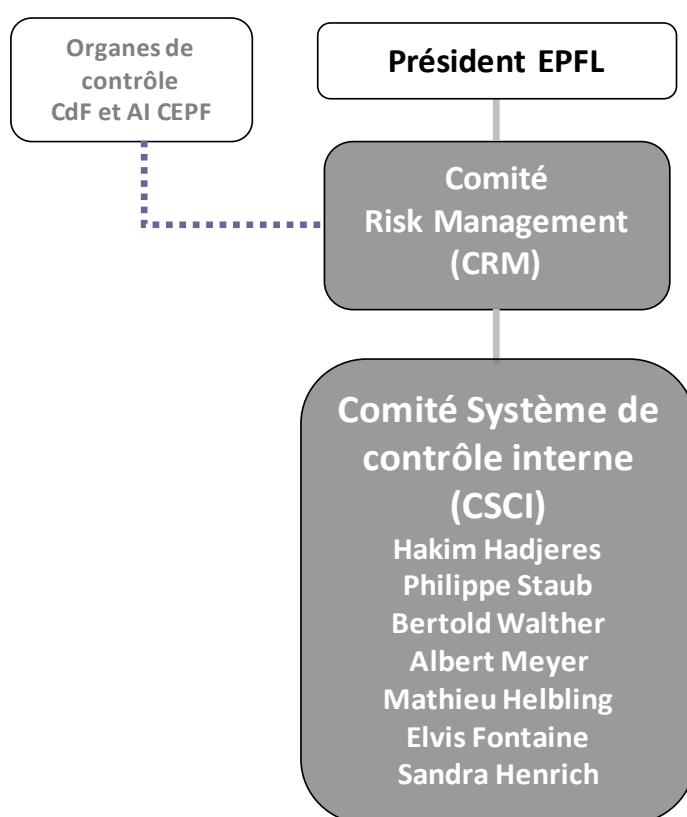 Organes de
contrôle
CdF et AI CEPF
Président EPFL
Comité
Risk Management
(CRM)
Comité Système de
contrôle interne
(CSCI)
Hakim Hadjeres
Philippe Staub
Bertold Walther
Albert Meyer
Mathieu Helbling
Elvis Fontaine
Sandra Henrich